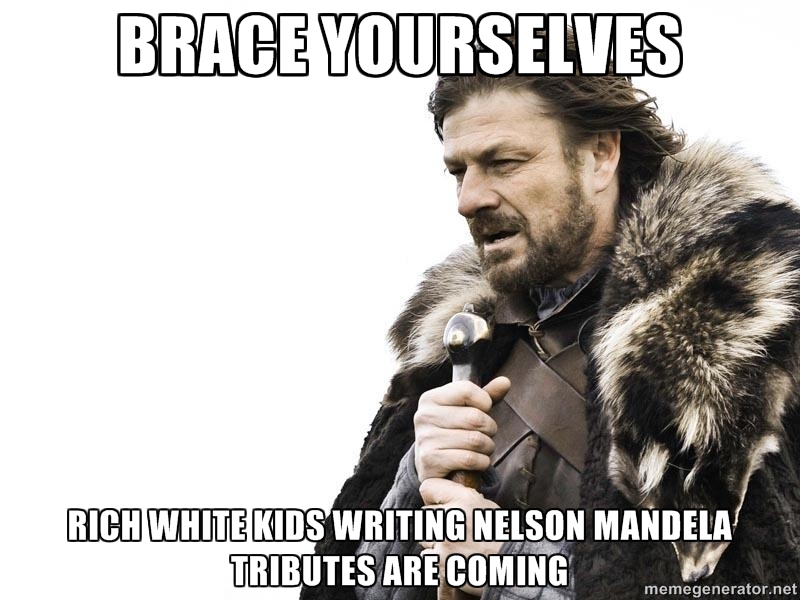 BRACE YOURSELVES
RICH WHITE KIDS WRITING NELSON MANDELA
TRIBUTES ARE COMING
memegenerator.net